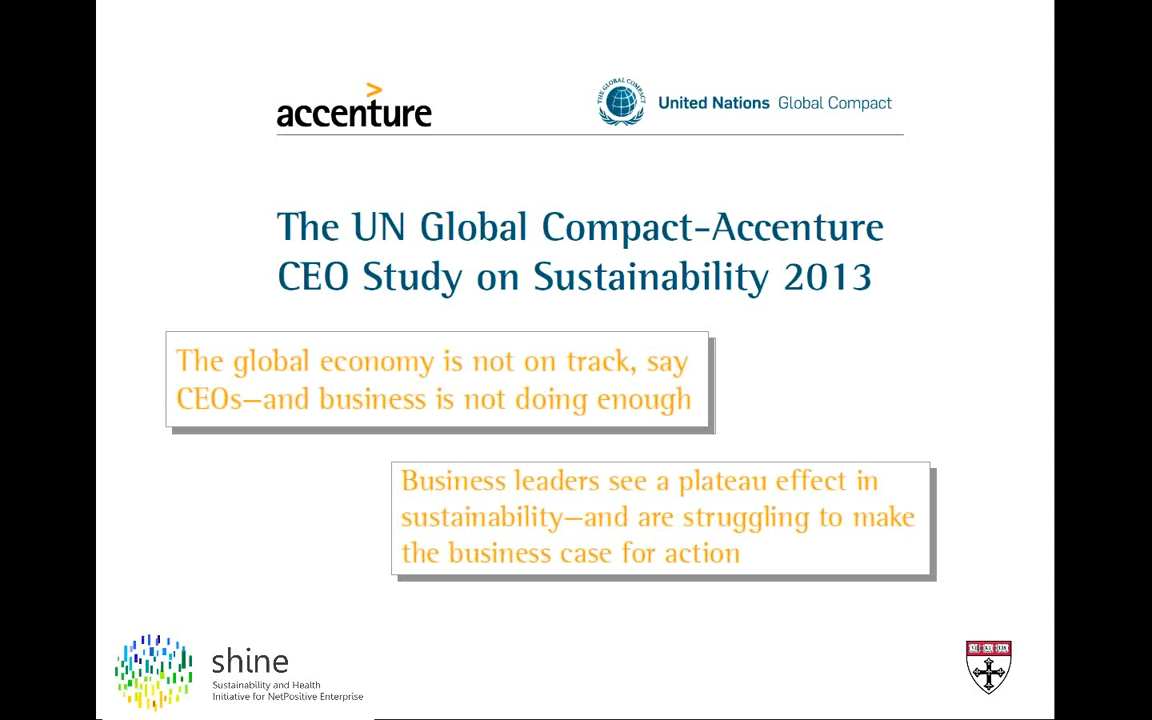 accenture
United Nations Global Compact
The UN Global Compact-Accenture
CEO Study on Sustainability 2013
The global economy is not on track, say
CEOs—and business is not doing enough
Business leaders see a plateau effect in
sustainability—and are struggling to make
the business case for action
shine
Sustainability and Health
Initiative for NetPositive Enterprise